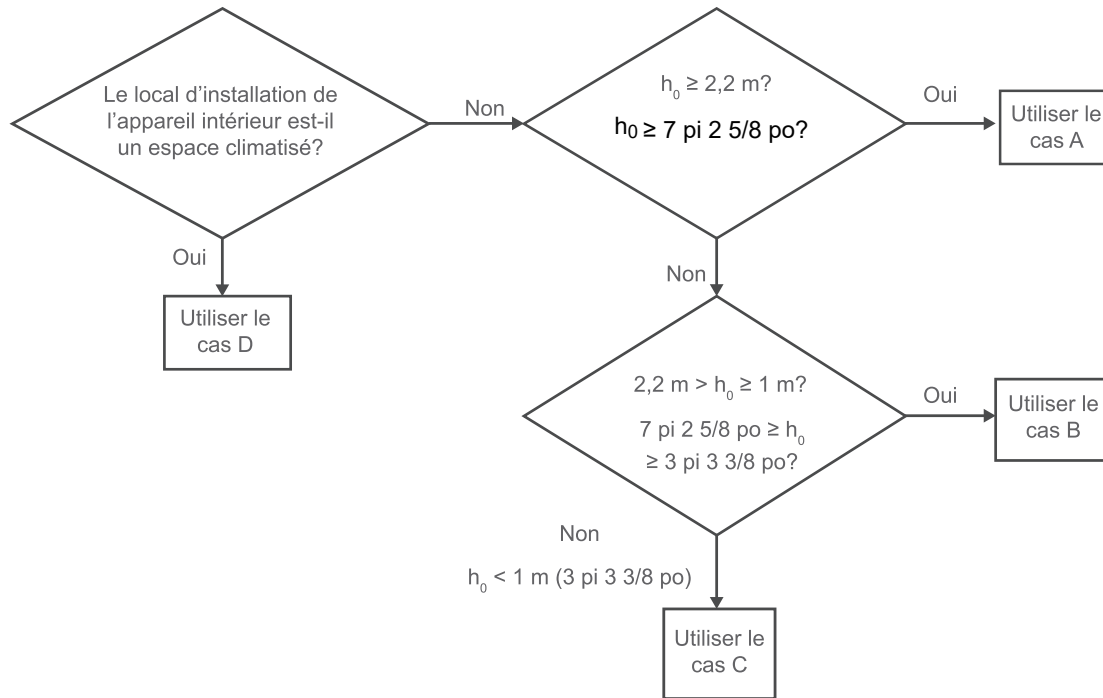 Le local d’installation de
l’appareil intérieur est-il
un espace climatisé?
Non
h₀ ≥ 2,2 m?
h₀ ≥ 7 pi 2 5/8 po?
Oui
Utiliser le
cas A
Oui
Utiliser le
cas D
Non
2,2 m > h₀ ≥ 1 m?
7 pi 2 5/8 po ≥ h₀
≥ 3 pi 3 3/8 po?
Oui
Utiliser le
cas B
Non
h₀ < 1 m (3 pi 3 3/8 po)
Utiliser le
cas C